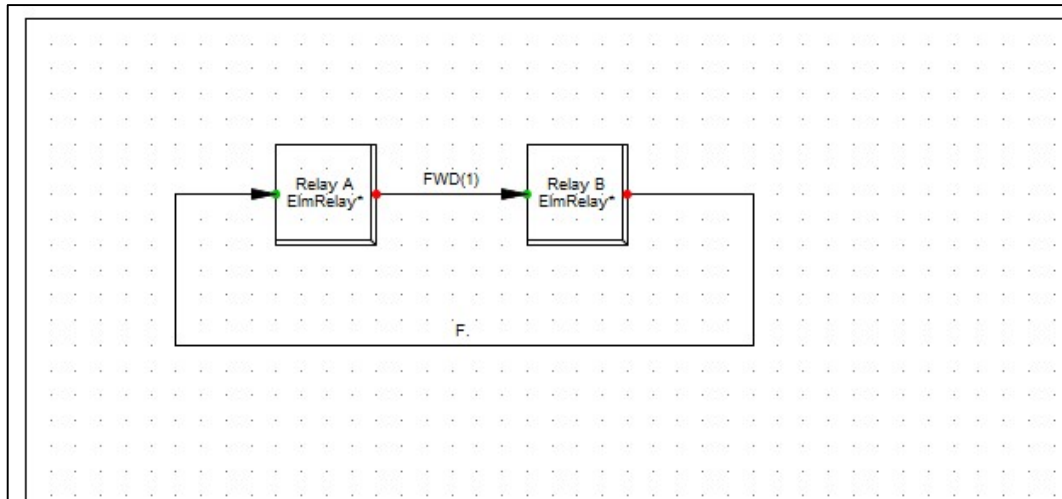 Relay A
ElmRelay*
FWD(1)
Relay B
ElmRelay*
F.